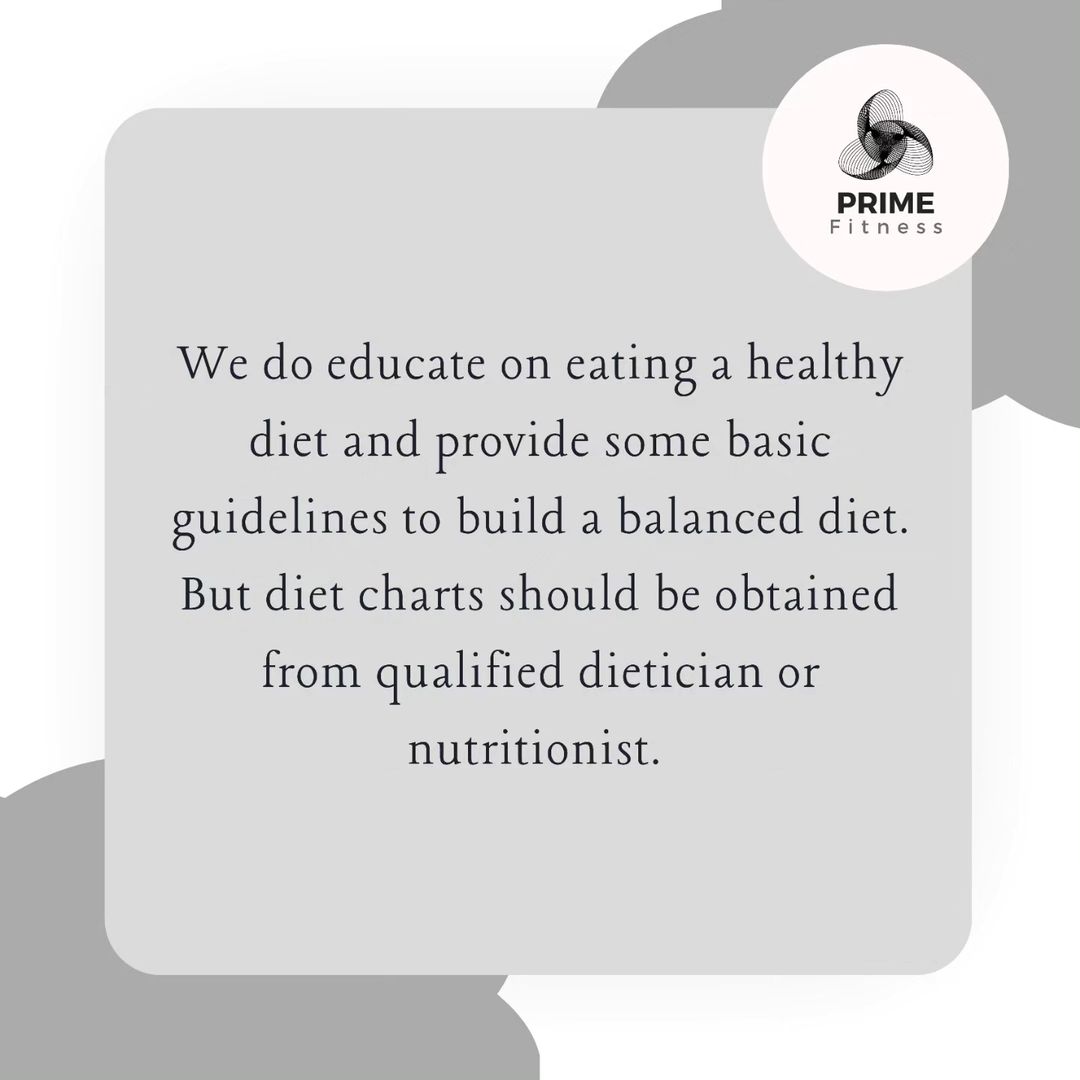 PRIME
Fitness
We do educate on eating a healthy
diet and provide some basic
guidelines to build a balanced diet.
But diet charts should be obtained
from qualified dietician or
nutritionist.